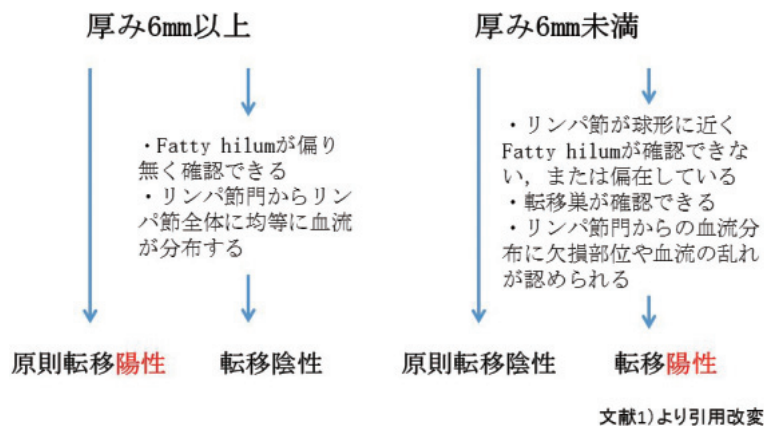 厚み6mm以上
厚み6mm未満
・Fatty hilumが偏り
無く確認できる
・リンパ節門からリン
パ節全体に均等に血流
が分布する
・リンパ節が球形に近く
Fatty hilumが確認できな
い，または偏在している
・転移巣が確認できる
・リンパ節門からの血流分
布に欠損部位や血流の乱れ
が認められる
原則転移陽性
転移陰性
原則転移陰性
転移陽性
文献1)より引用改変